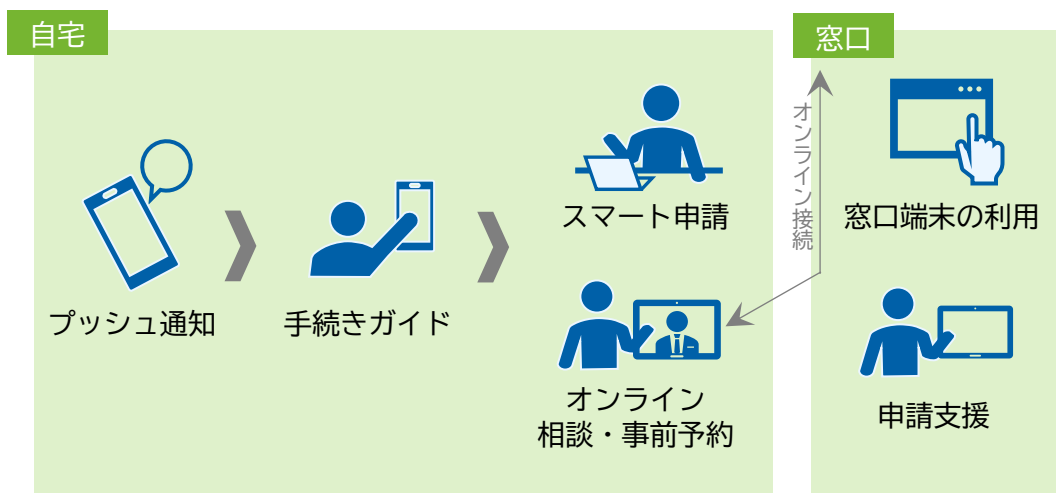 自宅
プッシュ通知
手続きガイド
スマート申請
オンライン
相談・事前予約
オンライン接続
窓口
窓口端末の利用
申請支援